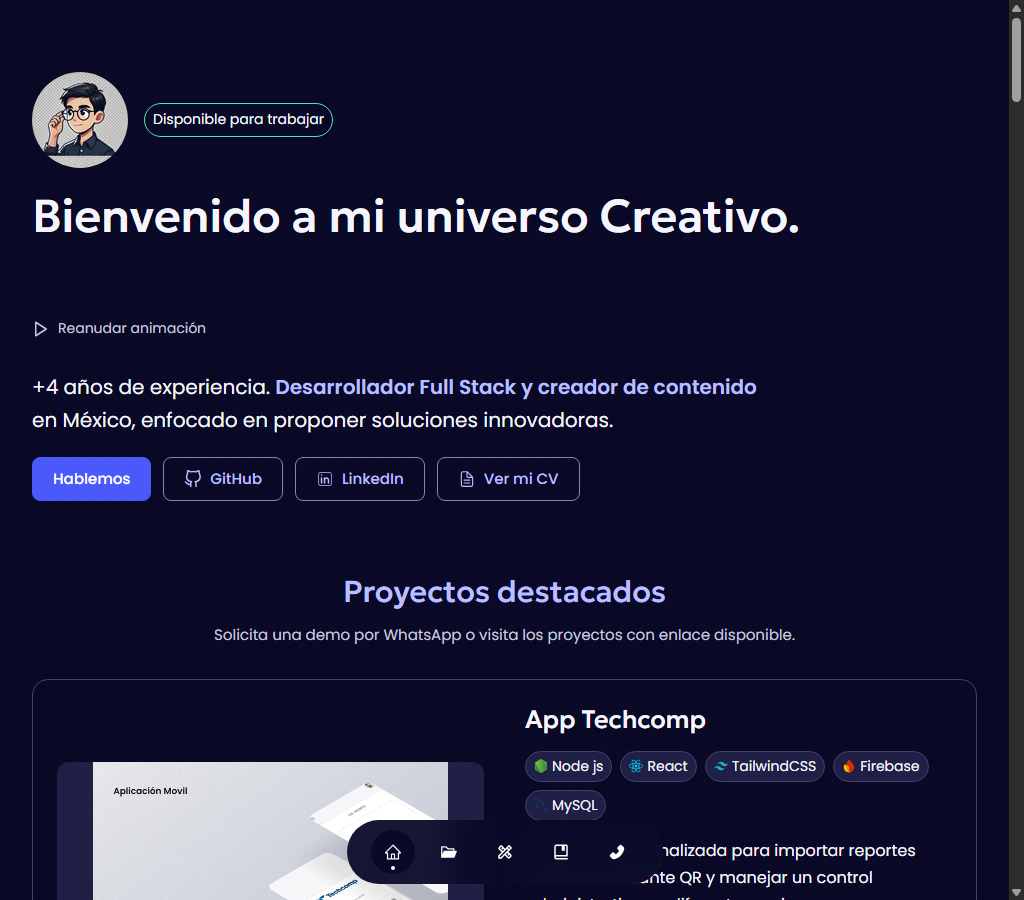 Disponible para trabajar
Bienvenido a mi universo Creativo.
Reanudar animación
+4 años de experiencia. Desarrollador Full Stack y creador de contenido
en México, enfocado en proponer soluciones innovadoras.
Hablemos
GitHub
LinkedIn
Ver mi CV
Proyectos destacados
Solicita una demo por WhatsApp o visita los proyectos con enlace disponible.
Aplicación Movil
Techcomp
App Techcomp
Node js
React
TailwindCSS
Firebase
MySQL
para importar reportes
QR y manejar un control